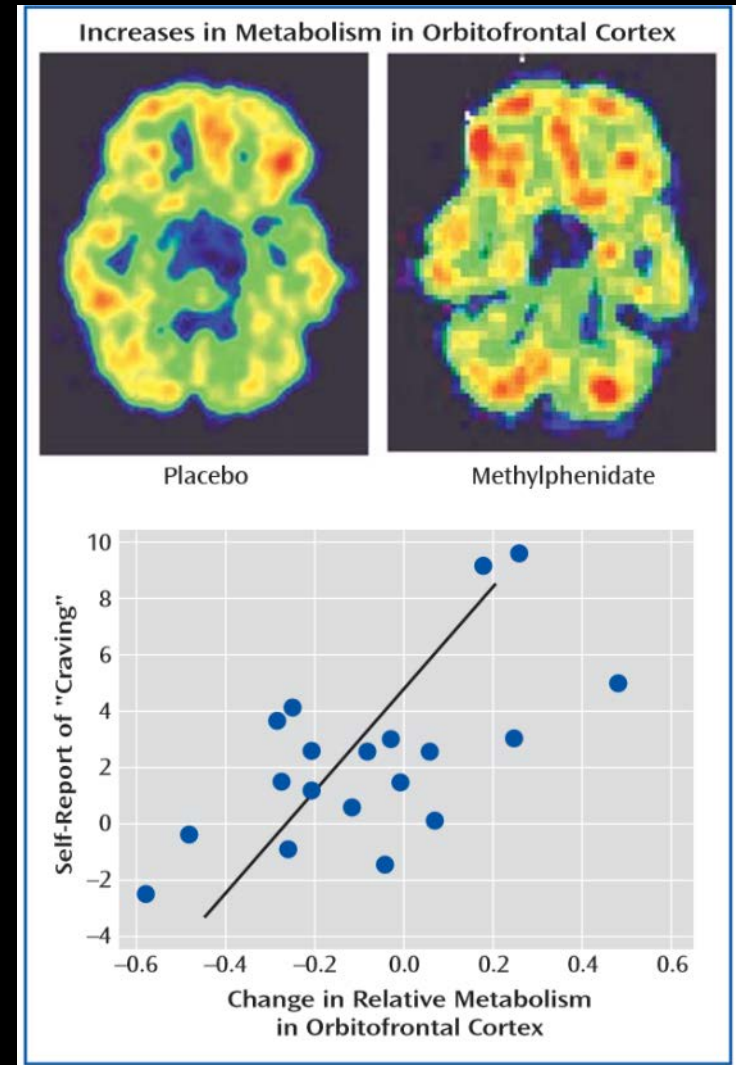 Increases in Metabolism in Orbitofrontal Cortex
Placebo
Methylphenidate
10
8
6
4
2
0
−2
−4
Self-Report of "Craving"
−0.6
−0.4
−0.2
0.0
0.2
0.4
0.6
Change in Relative Metabolism
in Orbitofrontal Cortex